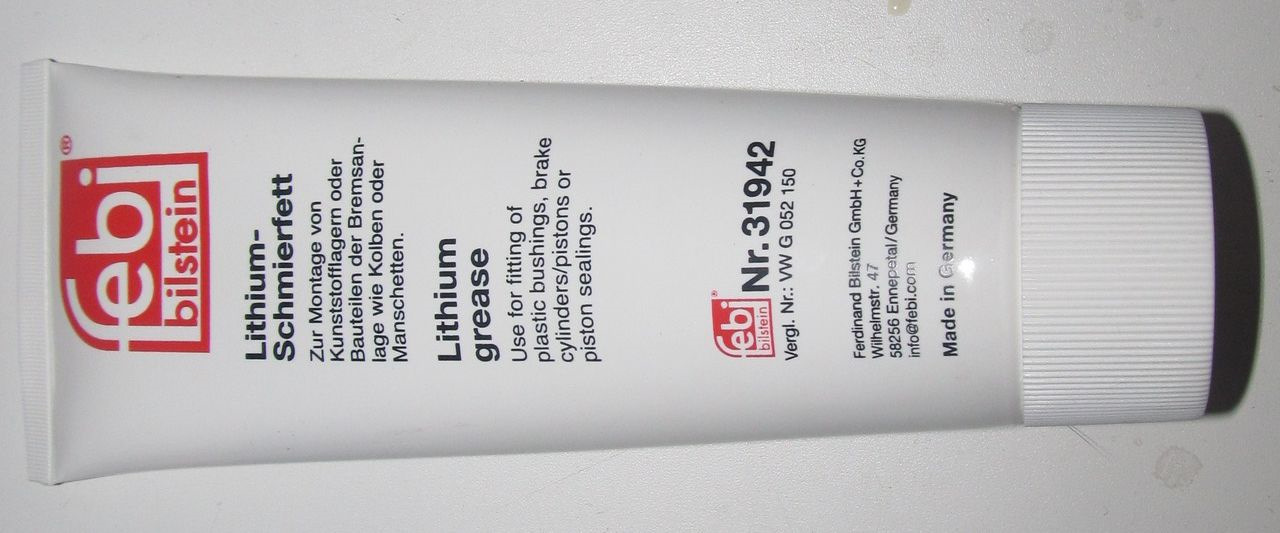 febi®
bilstein
Lithium-
Schmierfett
Zur Montage von
Kunststofflagern oder
Bauteilen der Bremsan-
lage wie Kolben oder
Manschetten.
Lithium
grease
Use for fitting of
plastic bushings, brake
cylinders/pistons or
piston sealings.
febi®
bilstein
Nr. 31942
Vergl. Nr.: VW G 052 150
Ferdinand Bilstein GmbH+Co.KG
Wilhelmstr. 47
58256 Ennepetal/Germany
info@febi.com
Made in Germany